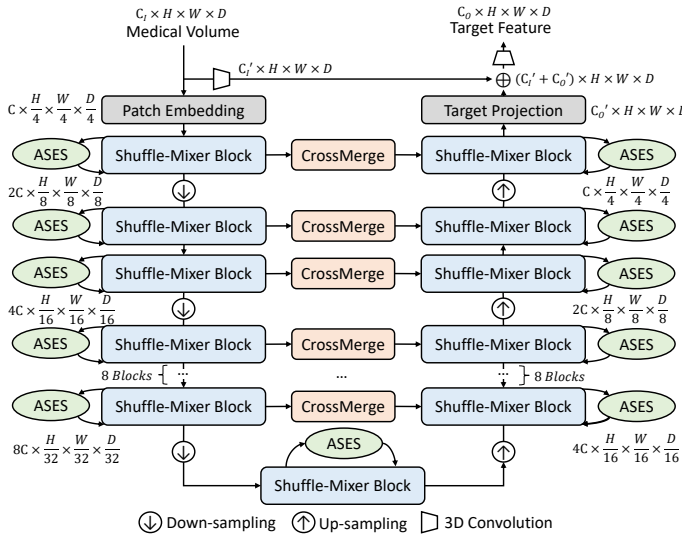 C_I × H × W × D
Medical Volume
C_O × H × W × D
Target Feature
C_I' × H × W × D
(C_I' + C_O') × H × W × D
C × H/4 × W/4 × D/4
Patch Embedding
Target Projection
C_O' × H × W × D
ASES
Shuffle-Mixer Block
CrossMerge
Shuffle-Mixer Block
ASES
2C × H/8 × W/8 × D/8
C × H/4 × W/4 × D/4
ASES
Shuffle-Mixer Block
CrossMerge
Shuffle-Mixer Block
ASES
ASES
Shuffle-Mixer Block
CrossMerge
Shuffle-Mixer Block
ASES
4C × H/16 × W/16 × D/16
2C × H/8 × W/8 × D/8
ASES
Shuffle-Mixer Block
CrossMerge
Shuffle-Mixer Block
ASES
8 Blocks
...
...
...
8 Blocks
ASES
Shuffle-Mixer Block
CrossMerge
Shuffle-Mixer Block
ASES
8C × H/32 × W/32 × D/32
4C × H/16 × W/16 × D/16
ASES
Shuffle-Mixer Block
Down-sampling
Up-sampling
3D Convolution